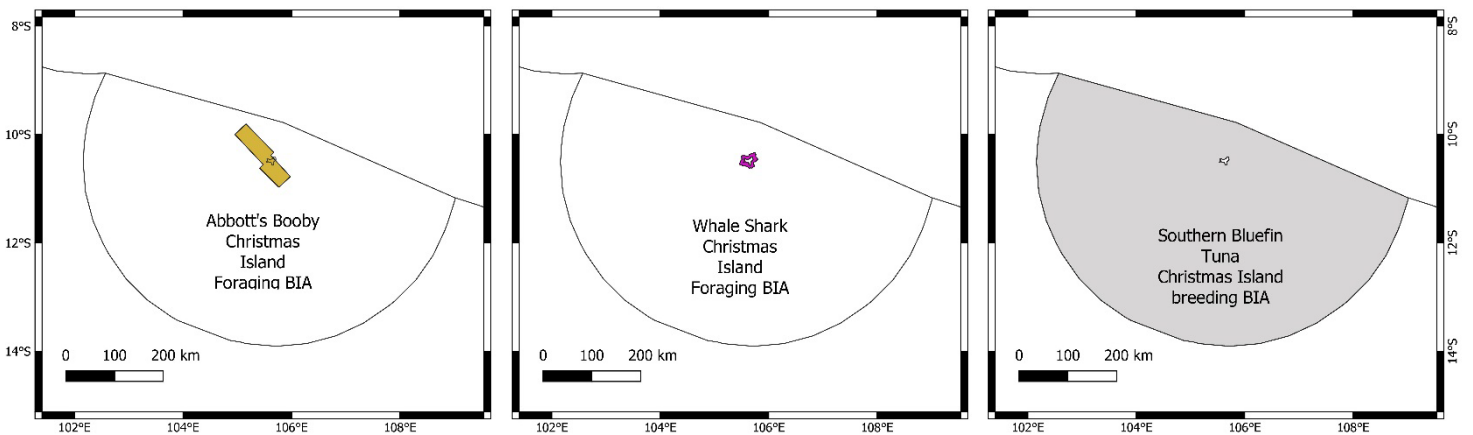 8°S
10°S
12°S
14°S
Abbott's Booby
Christmas
Island
Foraging BIA
0 100 200 km
102°E 104°E 106°E 108°E
Whale Shark
Christmas
Island
Foraging BIA
0 100 200 km
102°E 104°E 106°E 108°E
Southern Bluefin
Tuna
Christmas Island
breeding BIA
0 100 200 km
102°E 104°E 106°E 108°E
8°S
10°S
12°S
14°S